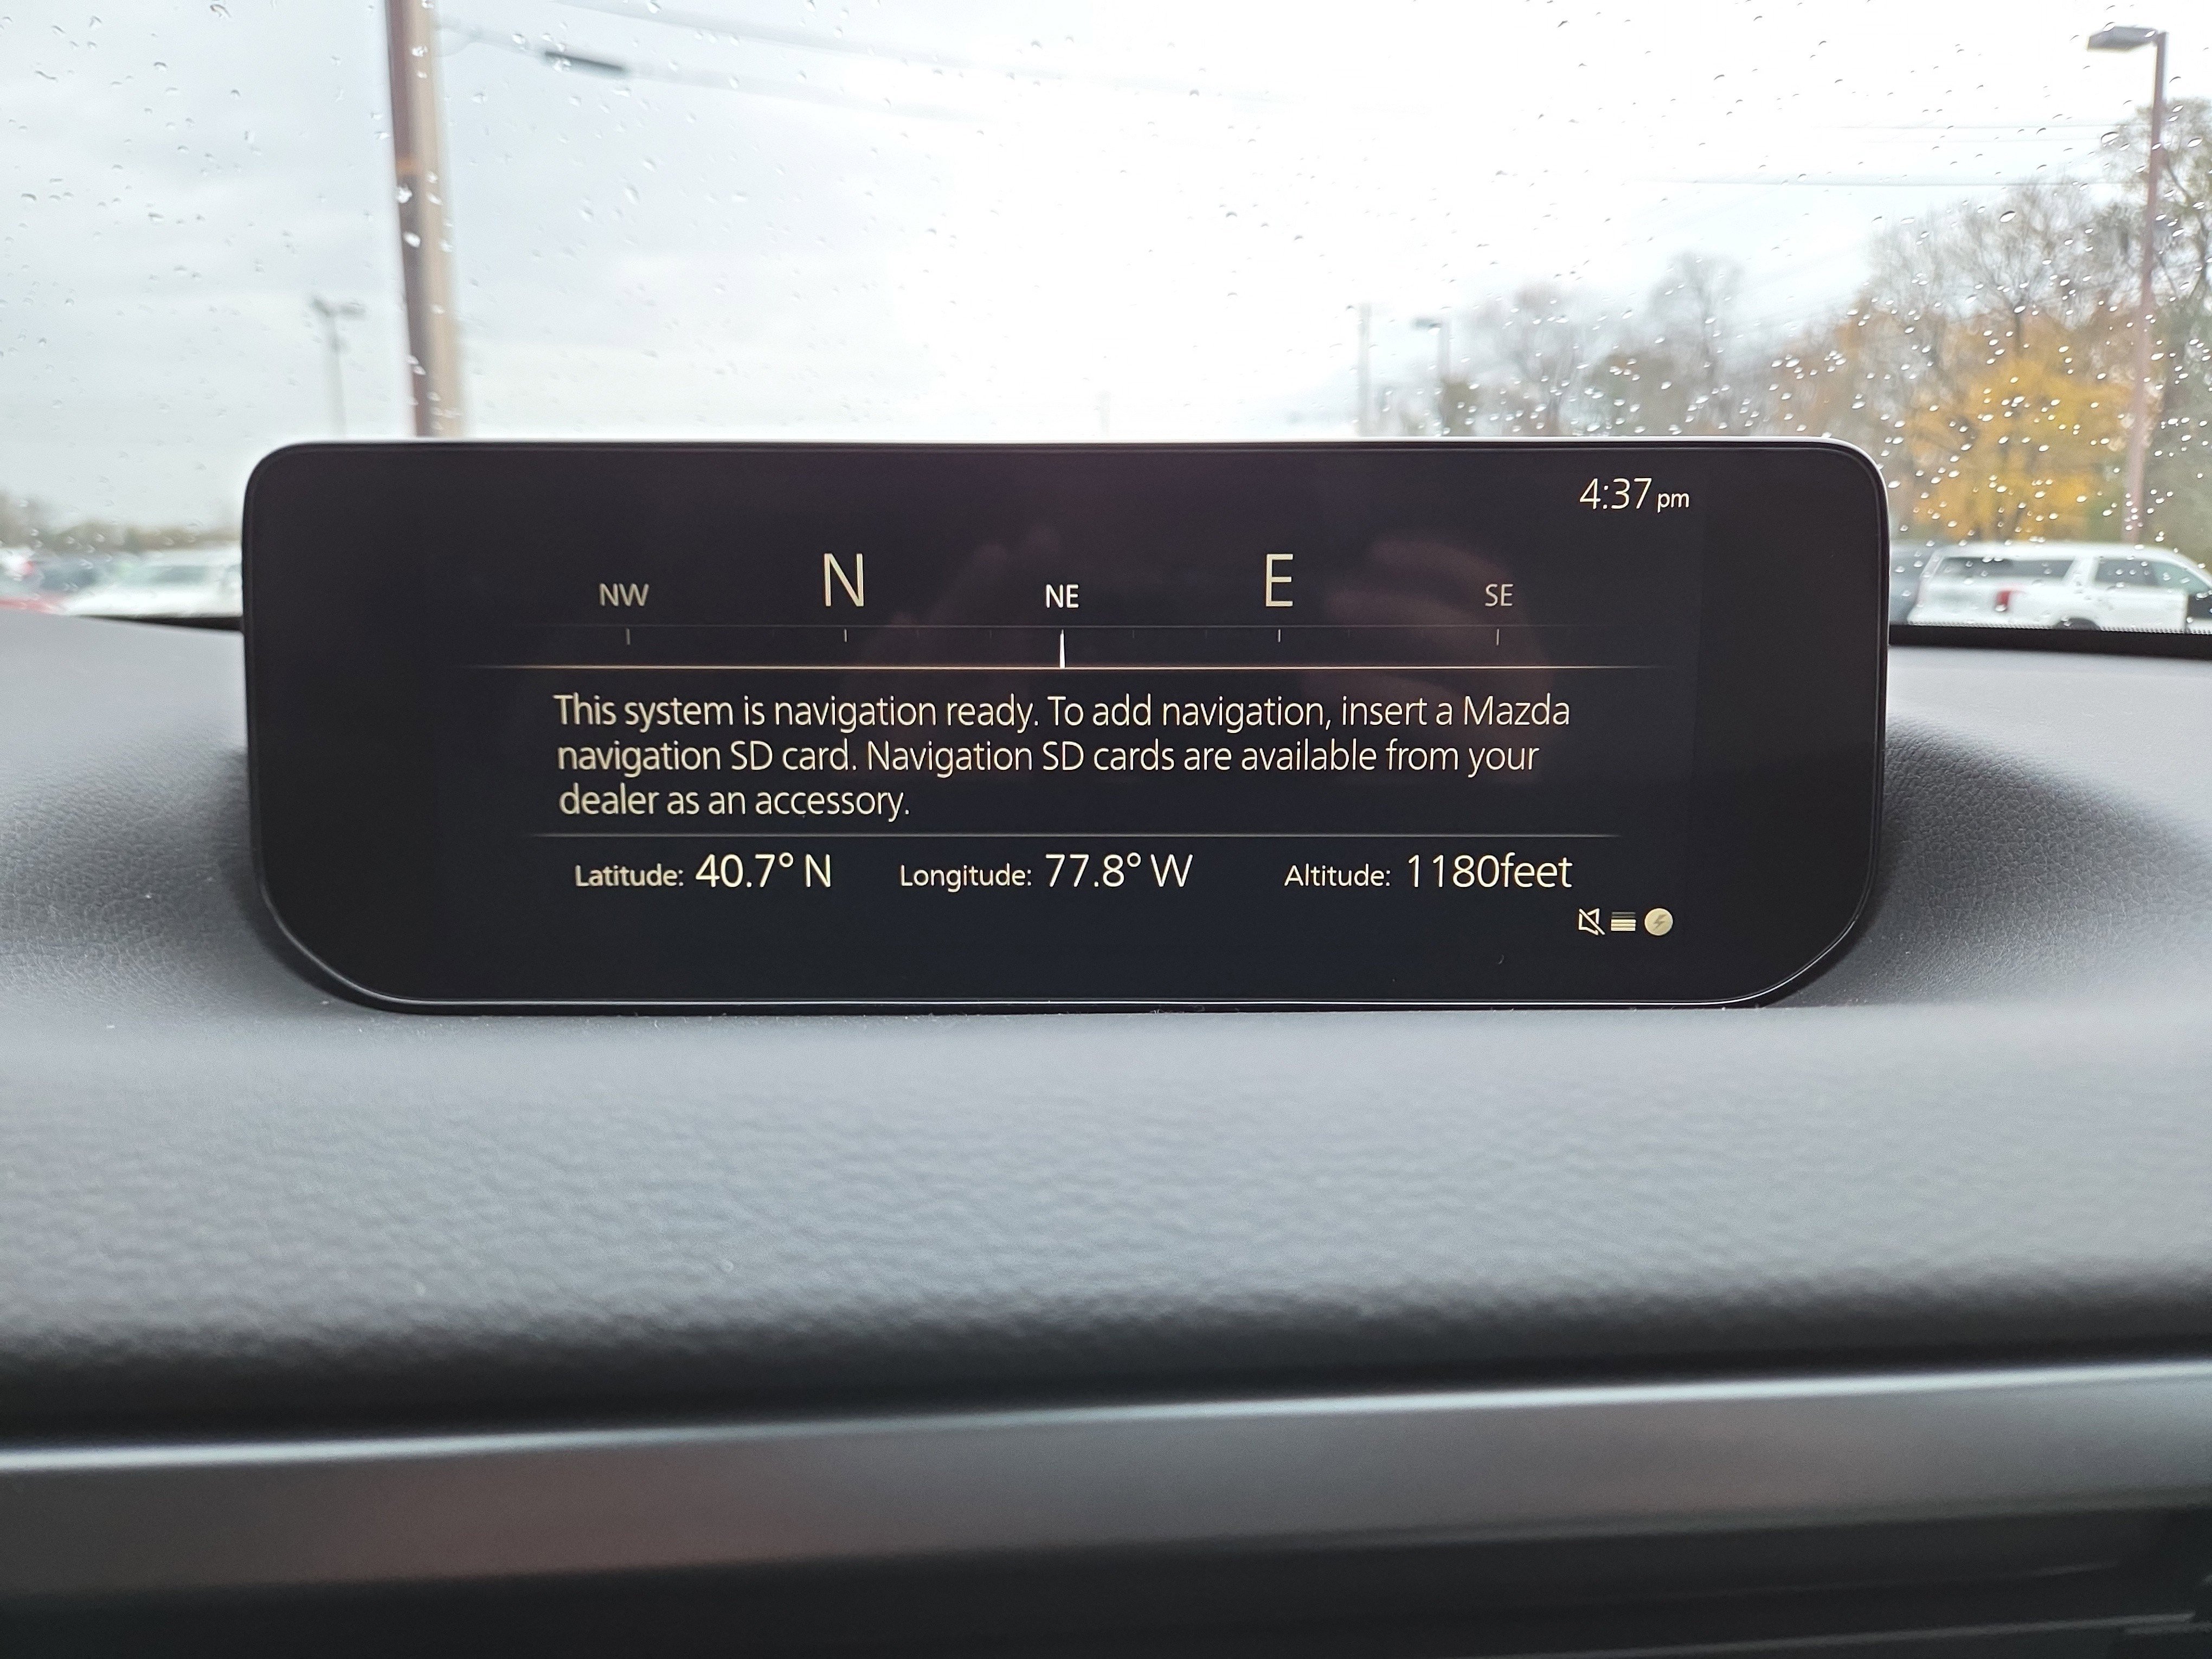 4:37 pm
NW N NE E SE
This system is navigation ready. To add navigation, insert a Mazda
navigation SD card. Navigation SD cards are available from your
dealer as an accessory.
Latitude: 40.7° N Longitude: 77.8° W Altitude: 1180feet